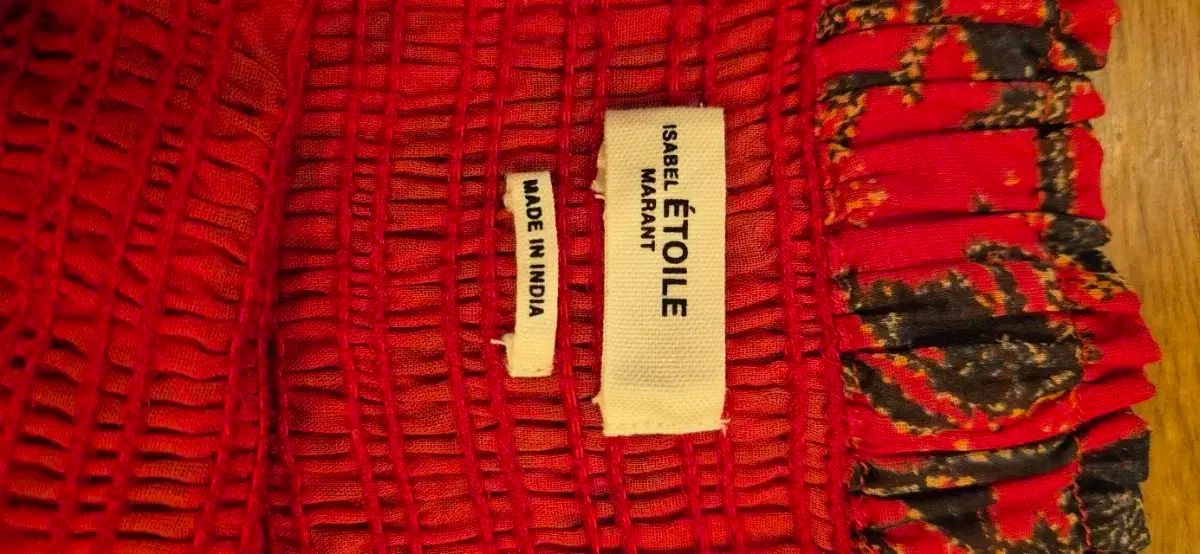 ISABEL ÉTOILE
MARANT
MADE IN INDIA